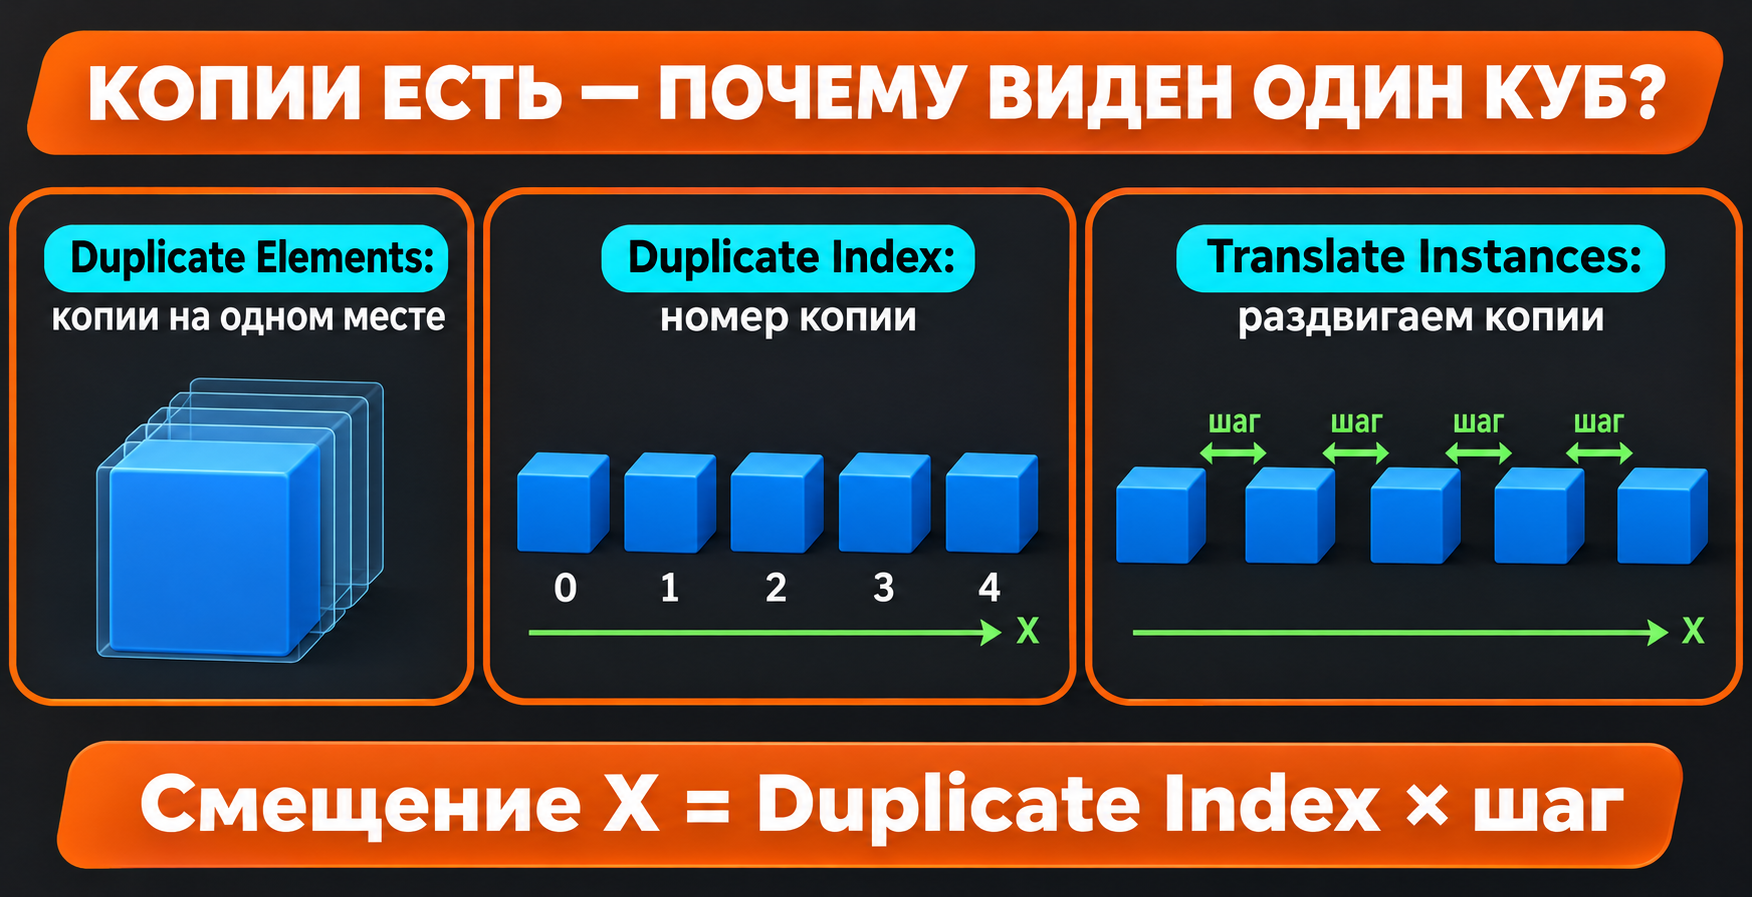 КОПИИ ЕСТЬ — ПОЧЕМУ ВИДЕН ОДИН КУБ?
Duplicate Elements:
копии на одном месте
Duplicate Index:
номер копии
0 1 2 3 4
X
Translate Instances:
раздвигаем копии
шаг шаг шаг шаг
X
Смещение X = Duplicate Index × шаг